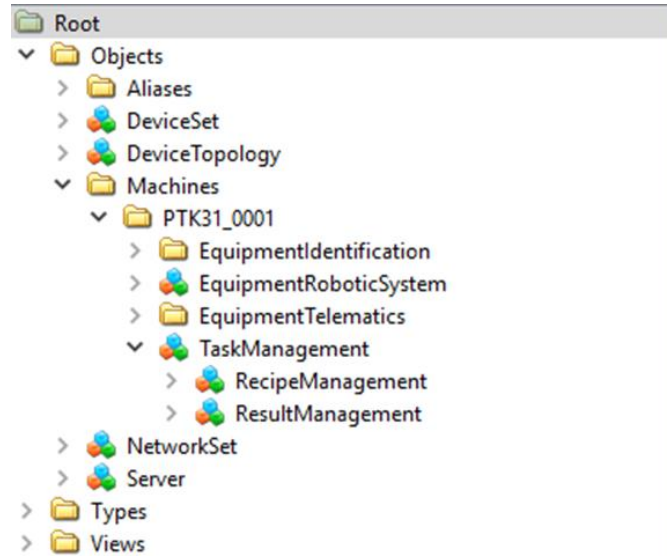 Root
Objects
Aliases
DeviceSet
DeviceTopology
Machines
PTK31_0001
EquipmentIdentification
EquipmentRoboticSystem
EquipmentTelematics
TaskManagement
RecipeManagement
ResultManagement
NetworkSet
Server
Types
Views